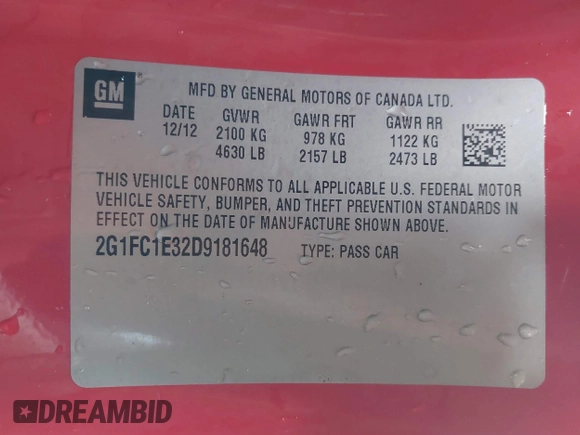 GM
MFD BY GENERAL MOTORS OF CANADA LTD.
DATE GVWR GAWR FRT GAWR RR
12/12 2100 KG 978 KG 1122 KG
4630 LB 2157 LB 2473 LB
THIS VEHICLE CONFORMS TO ALL APPLICABLE U.S. FEDERAL MOTOR
VEHICLE SAFETY, BUMPER, AND THEFT PREVENTION STANDARDS IN
EFFECT ON THE DATE OF MANUFACTURE SHOWN ABOVE.
2G1FC1E32D9181648 TYPE: PASS CAR
DREAMBID